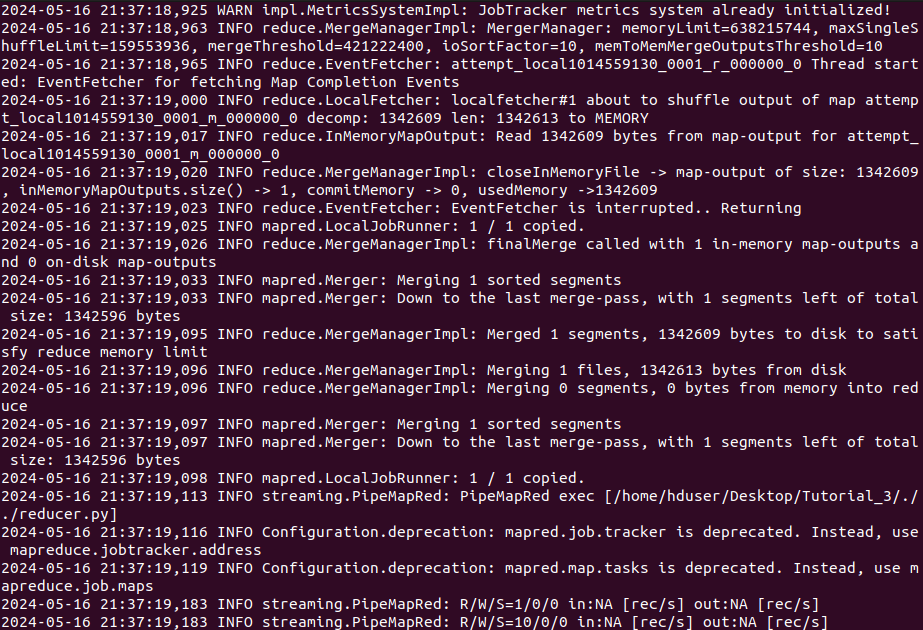 2024-05-16 21:37:18,925 WARN impl.MetricsSystemImpl: JobTracker metrics system already initialized!
2024-05-16 21:37:18,963 INFO reduce.MergeManagerImpl: MergerManager: memoryLimit=638215744, maxSingleS
huffleLimit=159553936, mergeThreshold=421222400, ioSortFactor=10, memToMemMergeOutputsThreshold=10
2024-05-16 21:37:18,965 INFO reduce.EventFetcher: attempt_local1014559130_0001_r_000000_0 Thread start
ed: EventFetcher for fetching Map Completion Events
2024-05-16 21:37:19,000 INFO reduce.LocalFetcher: localfetcher#1 about to shuffle output of map attemp
t_local1014559130_0001_m_000000_0 decomp: 1342609 len: 1342613 to MEMORY
2024-05-16 21:37:19,017 INFO reduce.InMemoryMapOutput: Read 1342609 bytes from map-output for attempt_
local1014559130_0001_m_000000_0
2024-05-16 21:37:19,020 INFO reduce.MergeManagerImpl: closeInMemoryFile -> map-output of size: 1342609
, inMemoryMapOutputs.size() -> 1, commitMemory -> 0, usedMemory ->1342609
2024-05-16 21:37:19,023 INFO reduce.EventFetcher: EventFetcher is interrupted.. Returning
2024-05-16 21:37:19,025 INFO mapred.LocalJobRunner: 1 / 1 copied.
2024-05-16 21:37:19,026 INFO reduce.MergeManagerImpl: finalMerge called with 1 in-memory map-outputs a
nd 0 on-disk map-outputs
2024-05-16 21:37:19,033 INFO mapred.Merger: Merging 1 sorted segments
2024-05-16 21:37:19,033 INFO mapred.Merger: Down to the last merge-pass, with 1 segments left of total
 size: 1342596 bytes
2024-05-16 21:37:19,095 INFO reduce.MergeManagerImpl: Merged 1 segments, 1342609 bytes to disk to sati
sfy reduce memory limit
2024-05-16 21:37:19,096 INFO reduce.MergeManagerImpl: Merging 1 files, 1342613 bytes from disk
2024-05-16 21:37:19,096 INFO reduce.MergeManagerImpl: Merging 0 segments, 0 bytes from memory into red
uce
2024-05-16 21:37:19,097 INFO mapred.Merger: Merging 1 sorted segments
2024-05-16 21:37:19,097 INFO mapred.Merger: Down to the last merge-pass, with 1 segments left of total
 size: 1342596 bytes
2024-05-16 21:37:19,098 INFO mapred.LocalJobRunner: 1 / 1 copied.
2024-05-16 21:37:19,113 INFO streaming.PipeMapRed: PipeMapRed exec [/home/hduser/Desktop/Tutorial_3/./
./reducer.py]
2024-05-16 21:37:19,116 INFO Configuration.deprecation: mapred.job.tracker is deprecated. Instead, use
 mapreduce.jobtracker.address
2024-05-16 21:37:19,119 INFO Configuration.deprecation: mapred.map.tasks is deprecated. Instead, use m
apreduce.job.maps
2024-05-16 21:37:19,183 INFO streaming.PipeMapRed: R/W/S=1/0/0 in:NA [rec/s] out:NA [rec/s]
2024-05-16 21:37:19,183 INFO streaming.PipeMapRed: R/W/S=10/0/0 in:NA [rec/s] out:NA [rec/s]